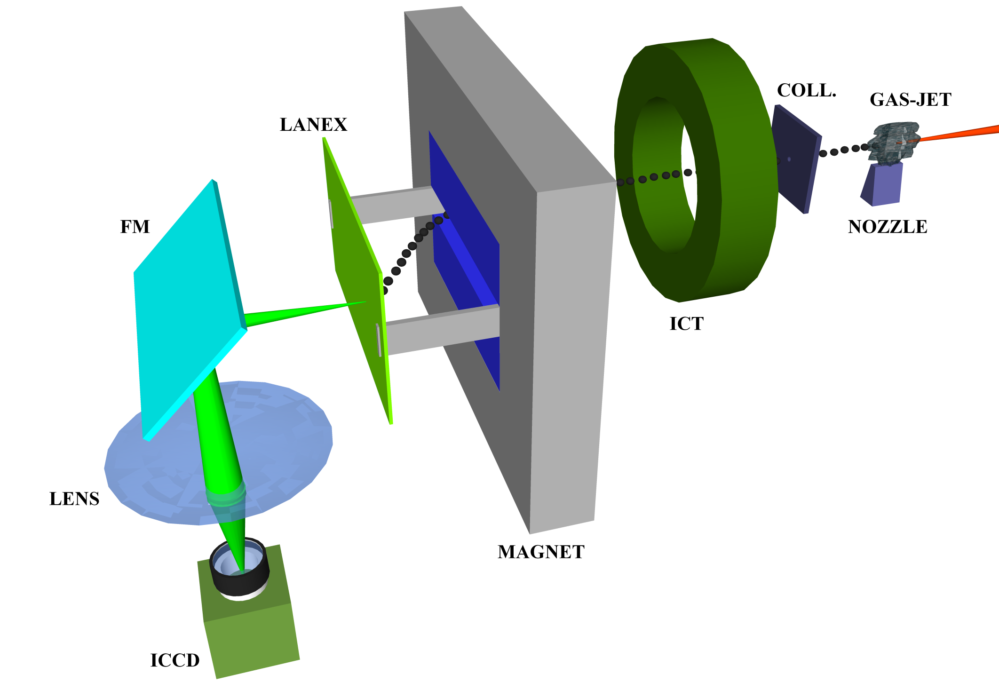 COLL.
GAS-JET
LANEX
FM
NOZZLE
ICT
LENS
MAGNET
ICCD